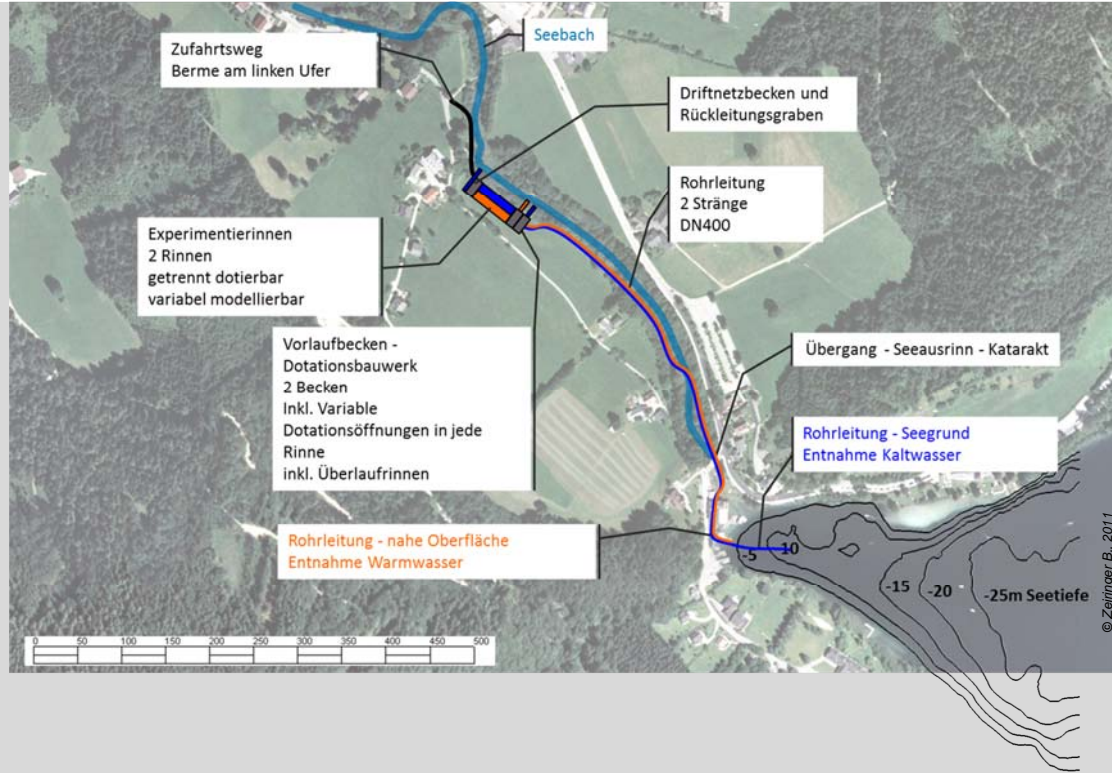 Seebach
Zufahrtsweg
Berme am linken Ufer
Driftnetzbecken und
Rückleitungsgraben
Rohrleitung
2 Stränge
DN400
Experimentierinnen
2 Rinnen
getrennt dotierbar
variabel modellierbar
Vorlaufbecken -
Dotationsbauwerk
2 Becken
Inkl. Variable
Dotationsöffnungen in jede
Rinne
inkl. Überlaufrinnen
Übergang - Seeausrinn - Katarakt
Rohrleitung - Seegrund
Entnahme Kaltwasser
Rohrleitung - nahe Oberfläche
Entnahme Warmwasser
-5
10
-15
-20
-25m Seetiefe
© Zeiringer B., 2011
0 50 100 150 200 250 300 350 400 450 500